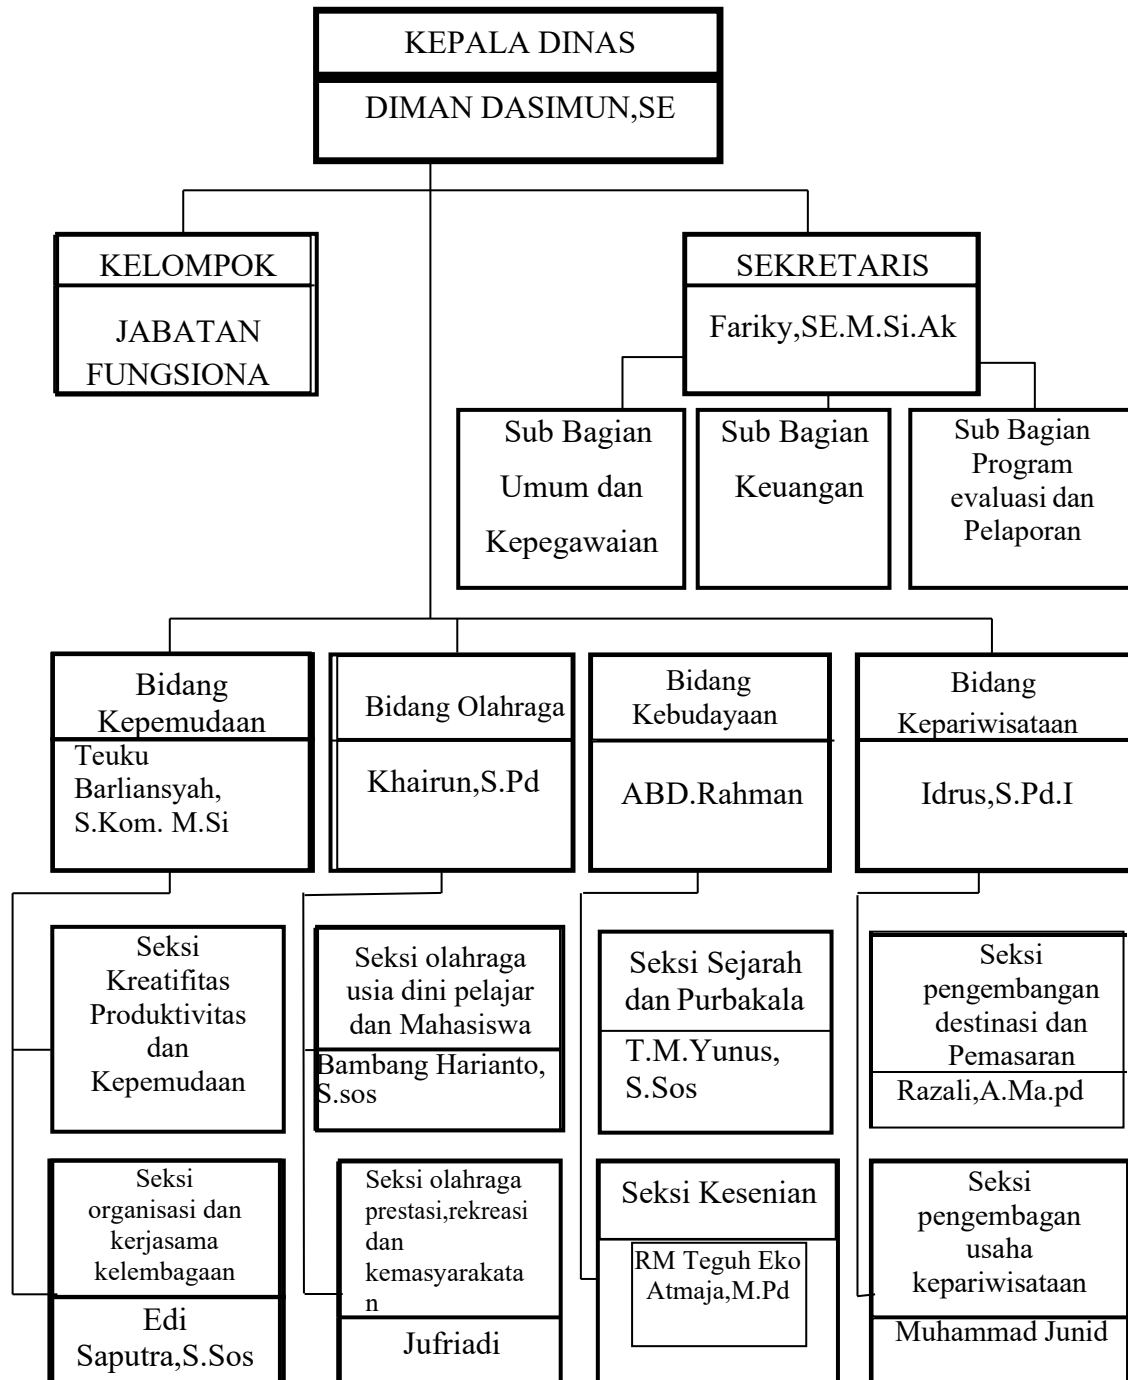 KEPALA DINAS
DIMAN DASIMUN,SE
KELOMPOK
JABATAN
FUNGSIONA
SEKRETARIS
Fariky,SE.M.Si.Ak
Sub Bagian
Umum dan
Kepegawaian
Sub Bagian
Keuangan
Sub Bagian
Program
evaluasi dan
Pelaporan
Bidang
Kepemudaan
Teuku
Barliansyah,
S.Kom. M.Si
Bidang Olahraga
Khairun,S.Pd
Bidang
Kebudayaan
ABD.Rahman
Bidang
Kepariwisataan
Idrus,S.Pd.I
Seksi
Kreatifitas
Produktivitas
dan
Kepemudaan
Seksi olahraga
usia dini pelajar
dan Mahasiswa
Bambang Harianto,
S.sos
Seksi Sejarah
dan Purbakala
T.M.Yunus,
S.Sos
Seksi
pengembangan
destinasi dan
Pemasaran
Razali,A.Ma.pd
Seksi
organisasi dan
kerjasama
kelembagaan
Edi
Saputra,S.Sos
Seksi olahraga
prestasi,rekreasi
dan
kemasyarakata
n
Jufriadi
Seksi Kesenian
RM Teguh Eko
Atmaja,M.Pd
Seksi
pengembagan
usaha
kepariwisataan
Muhammad Junid